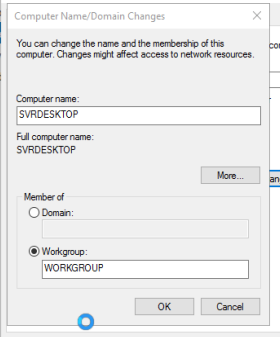 Computer Name/Domain Changes
You can change the name and the membership of this
computer. Changes might affect access to network resources.
Computer name:
SVRDESKTOP
Full computer name:
SVRDESKTOP
More...
Member of
Domain:
Workgroup:
WORKGROUP
OK
Cancel